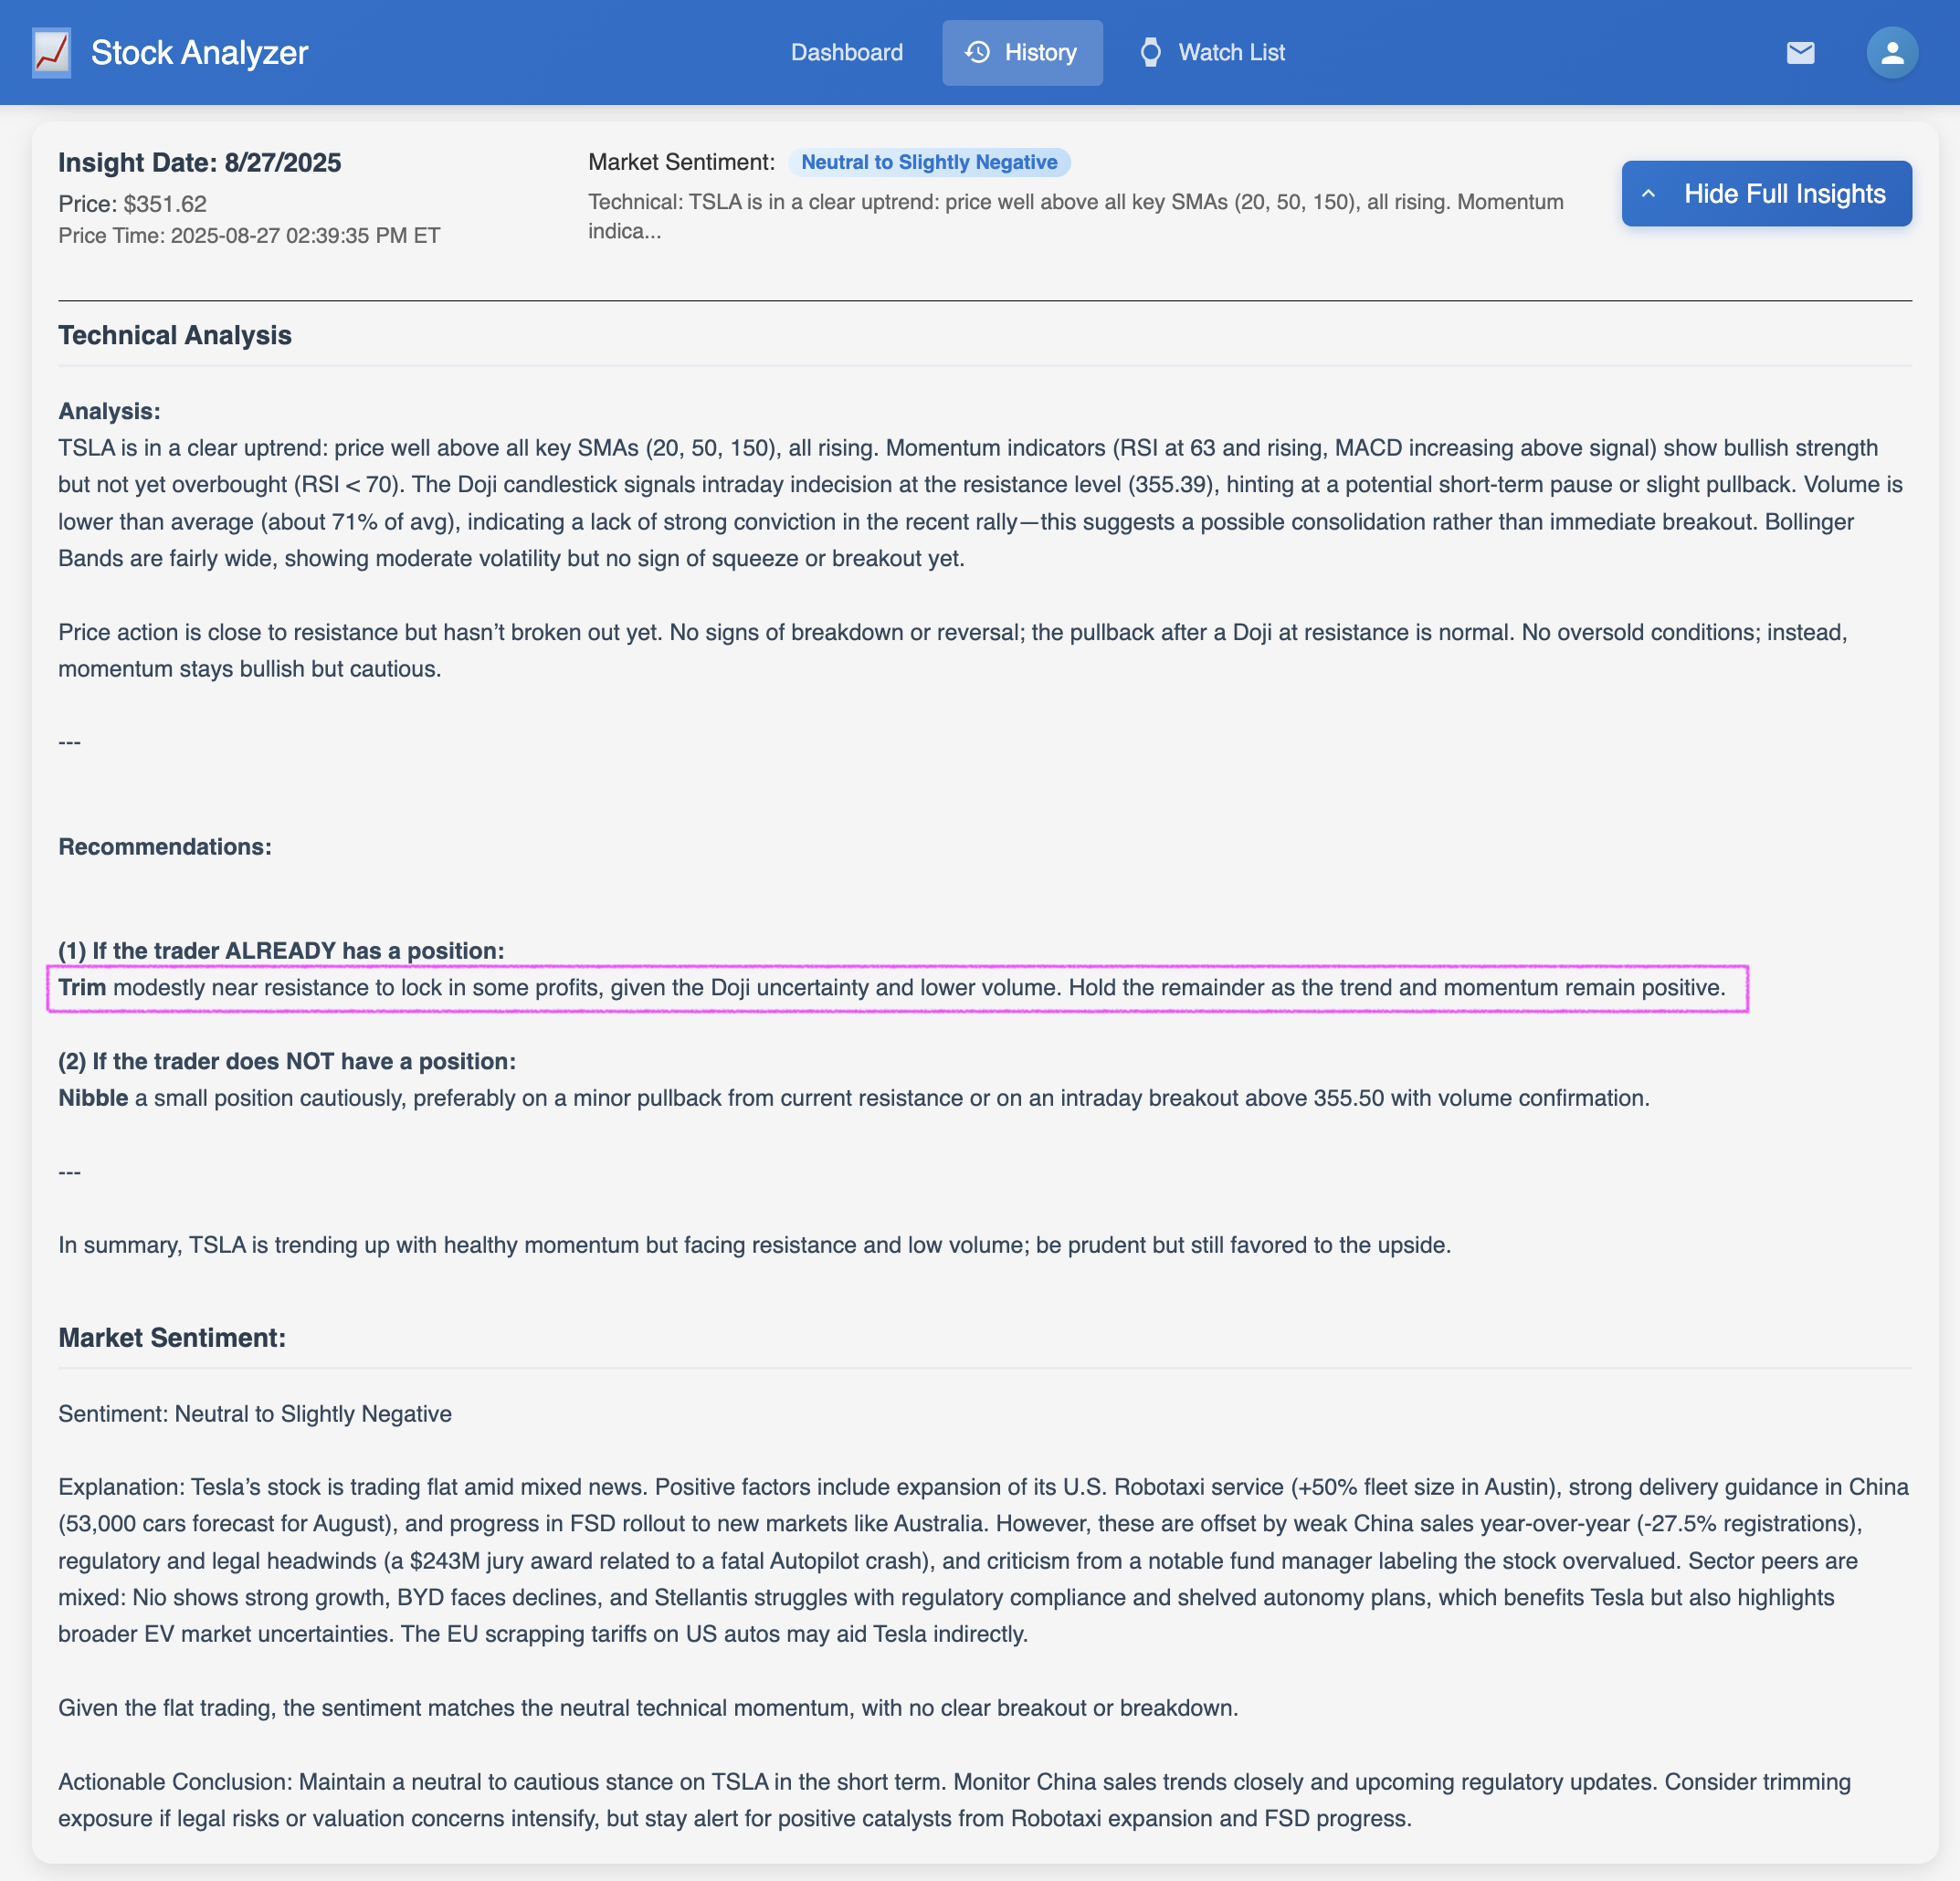 Stock Analyzer
Dashboard
History
Watch List
Insight Date: 8/27/2025
Price: $351.62
Price Time: 2025-08-27 02:39:35 PM ET
Market Sentiment: Neutral to Slightly Negative
Technical: TSLA is in a clear uptrend: price well above all key SMAs (20, 50, 150), all rising. Momentum
indica...
Hide Full Insights
Technical Analysis
Analysis:
TSLA is in a clear uptrend: price well above all key SMAs (20, 50, 150), all rising. Momentum indicators (RSI at 63 and rising, MACD increasing above signal) show bullish strength
but not yet overbought (RSI < 70). The Doji candlestick signals intraday indecision at the resistance level (355.39), hinting at a potential short-term pause or slight pullback. Volume is
lower than average (about 71% of avg), indicating a lack of strong conviction in the recent rally—this suggests a possible consolidation rather than immediate breakout. Bollinger
Bands are fairly wide, showing moderate volatility but no sign of squeeze or breakout yet.
Price action is close to resistance but hasn’t broken out yet. No signs of breakdown or reversal; the pullback after a Doji at resistance is normal. No oversold conditions; instead,
momentum stays bullish but cautious.
---
Recommendations:
(1) If the trader ALREADY has a position:
Trim modestly near resistance to lock in some profits, given the Doji uncertainty and lower volume. Hold the remainder as the trend and momentum remain positive.
(2) If the trader does NOT have a position:
Nibble a small position cautiously, preferably on a minor pullback from current resistance or on an intraday breakout above 355.50 with volume confirmation.
---
In summary, TSLA is trending up with healthy momentum but facing resistance and low volume; be prudent but still favored to the upside.
Market Sentiment:
Sentiment: Neutral to Slightly Negative
Explanation: Tesla’s stock is trading flat amid mixed news. Positive factors include expansion of its U.S. Robotaxi service (+50% fleet size in Austin), strong delivery guidance in China
(53,000 cars forecast for August), and progress in FSD rollout to new markets like Australia. However, these are offset by weak China sales year-over-year (-27.5% registrations),
regulatory and legal headwinds (a $243M jury award related to a fatal Autopilot crash), and criticism from a notable fund manager labeling the stock overvalued. Sector peers are
mixed: Nio shows strong growth, BYD faces declines, and Stellantis struggles with regulatory compliance and shelved autonomy plans, which benefits Tesla but also highlights
broader EV market uncertainties. The EU scrapping tariffs on US autos may aid Tesla indirectly.
Given the flat trading, the sentiment matches the neutral technical momentum, with no clear breakout or breakdown.
Actionable Conclusion: Maintain a neutral to cautious stance on TSLA in the short term. Monitor China sales trends closely and upcoming regulatory updates. Consider trimming
exposure if legal risks or valuation concerns intensify, but stay alert for positive catalysts from Robotaxi expansion and FSD progress.